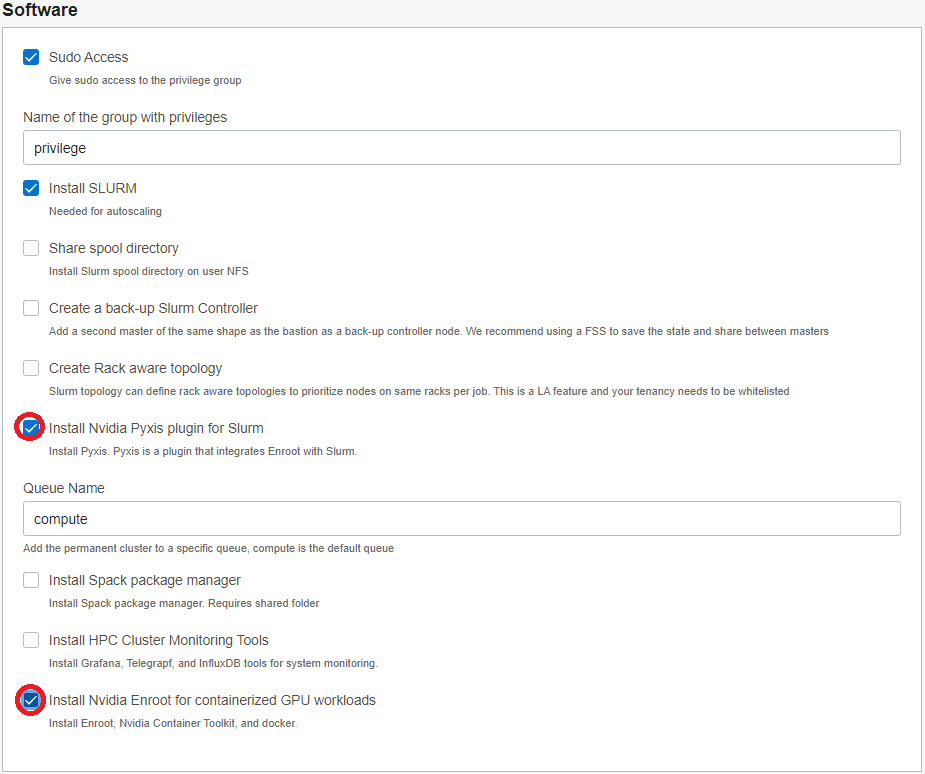 Software
Sudo Access
Give sudo access to the privilege group
Name of the group with privileges
privilege
Install SLURM
Needed for autoscaling
Share spool directory
Install Slurm spool directory on user NFS
Create a back-up Slurm Controller
Add a second master of the same shape as the bastion as a back-up controller node. We recommend using a FSS to save the state and share between masters
Create Rack aware topology
Slurm topology can define rack aware topologies to prioritize nodes on same racks per job. This is a LA feature and your tenancy needs to be whitelisted
Install Nvidia Pyxis plugin for Slurm
Install Pyxis. Pyxis is a plugin that integrates Enroot with Slurm.
Queue Name
compute
Add the permanent cluster to a specific queue, compute is the default queue
Install Spack package manager
Install Spack package manager. Requires shared folder
Install HPC Cluster Monitoring Tools
Install Grafana, Telegrapf, and InfluxDB tools for system monitoring.
Install Nvidia Enroot for containerized GPU workloads
Install Enroot, Nvidia Container Toolkit, and docker.